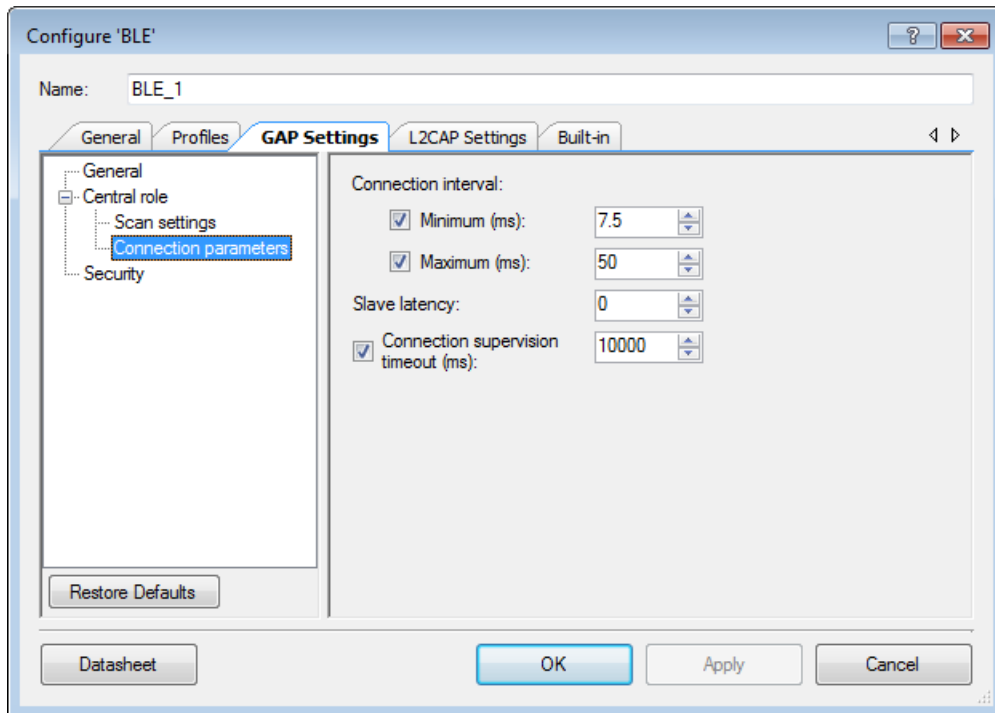 Configure 'BLE'
Name: BLE_1
General Profiles GAP Settings L2CAP Settings Built-in
General
Central role
Scan settings
Connection parameters
Security
Restore Defaults
Connection interval:
Minimum (ms): 7.5
Maximum (ms): 50
Slave latency: 0
Connection supervision
timeout (ms): 10000
Datasheet OK Apply Cancel